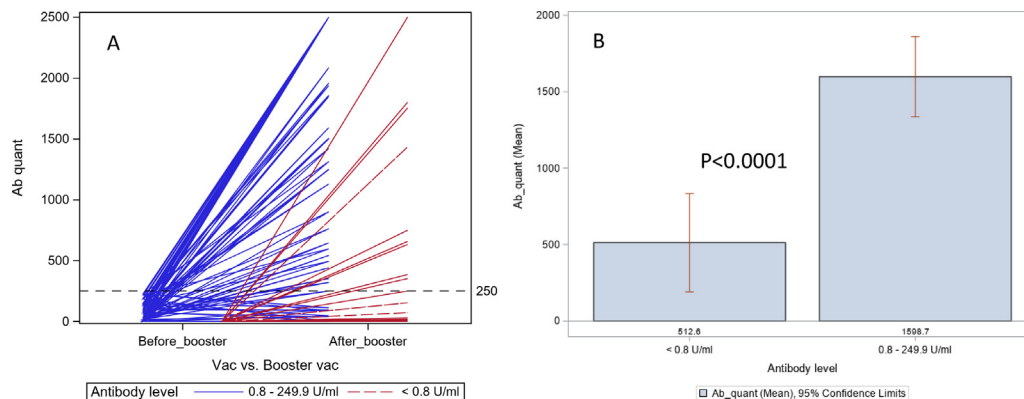 A
2500
2000
1500
1000
500
0
Ab quant
250
Before_booster After_booster
Vac vs. Booster vac
Antibody level 0.8 - 249.9 U/ml < 0.8 U/ml
B
2000
1500
1000
500
0
Ab_quant (Mean)
P<0.0001
512.6 1598.7
< 0.8 U/ml 0.8 - 249.9 U/ml
Antibody level
Ab_quant (Mean), 95% Confidence Limits